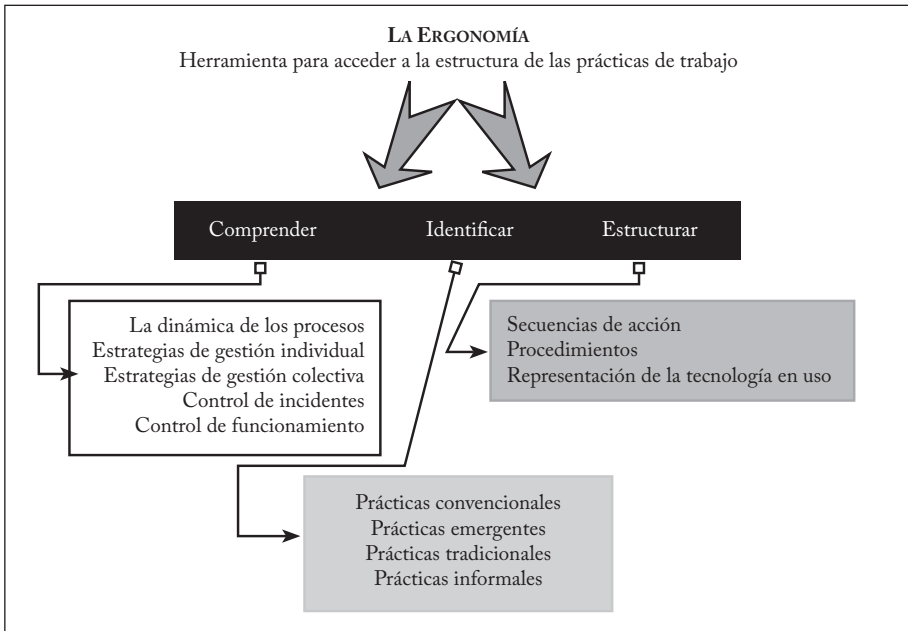 LA ERGONOMÍA
Herramienta para acceder a la estructura de las prácticas de trabajo
Comprender Identificar Estructurar
La dinámica de los procesos
Estrategias de gestión individual
Estrategias de gestión colectiva
Control de incidentes
Control de funcionamiento
Secuencias de acción
Procedimientos
Representación de la tecnología en uso
Prácticas convencionales
Prácticas emergentes
Prácticas tradicionales
Prácticas informales